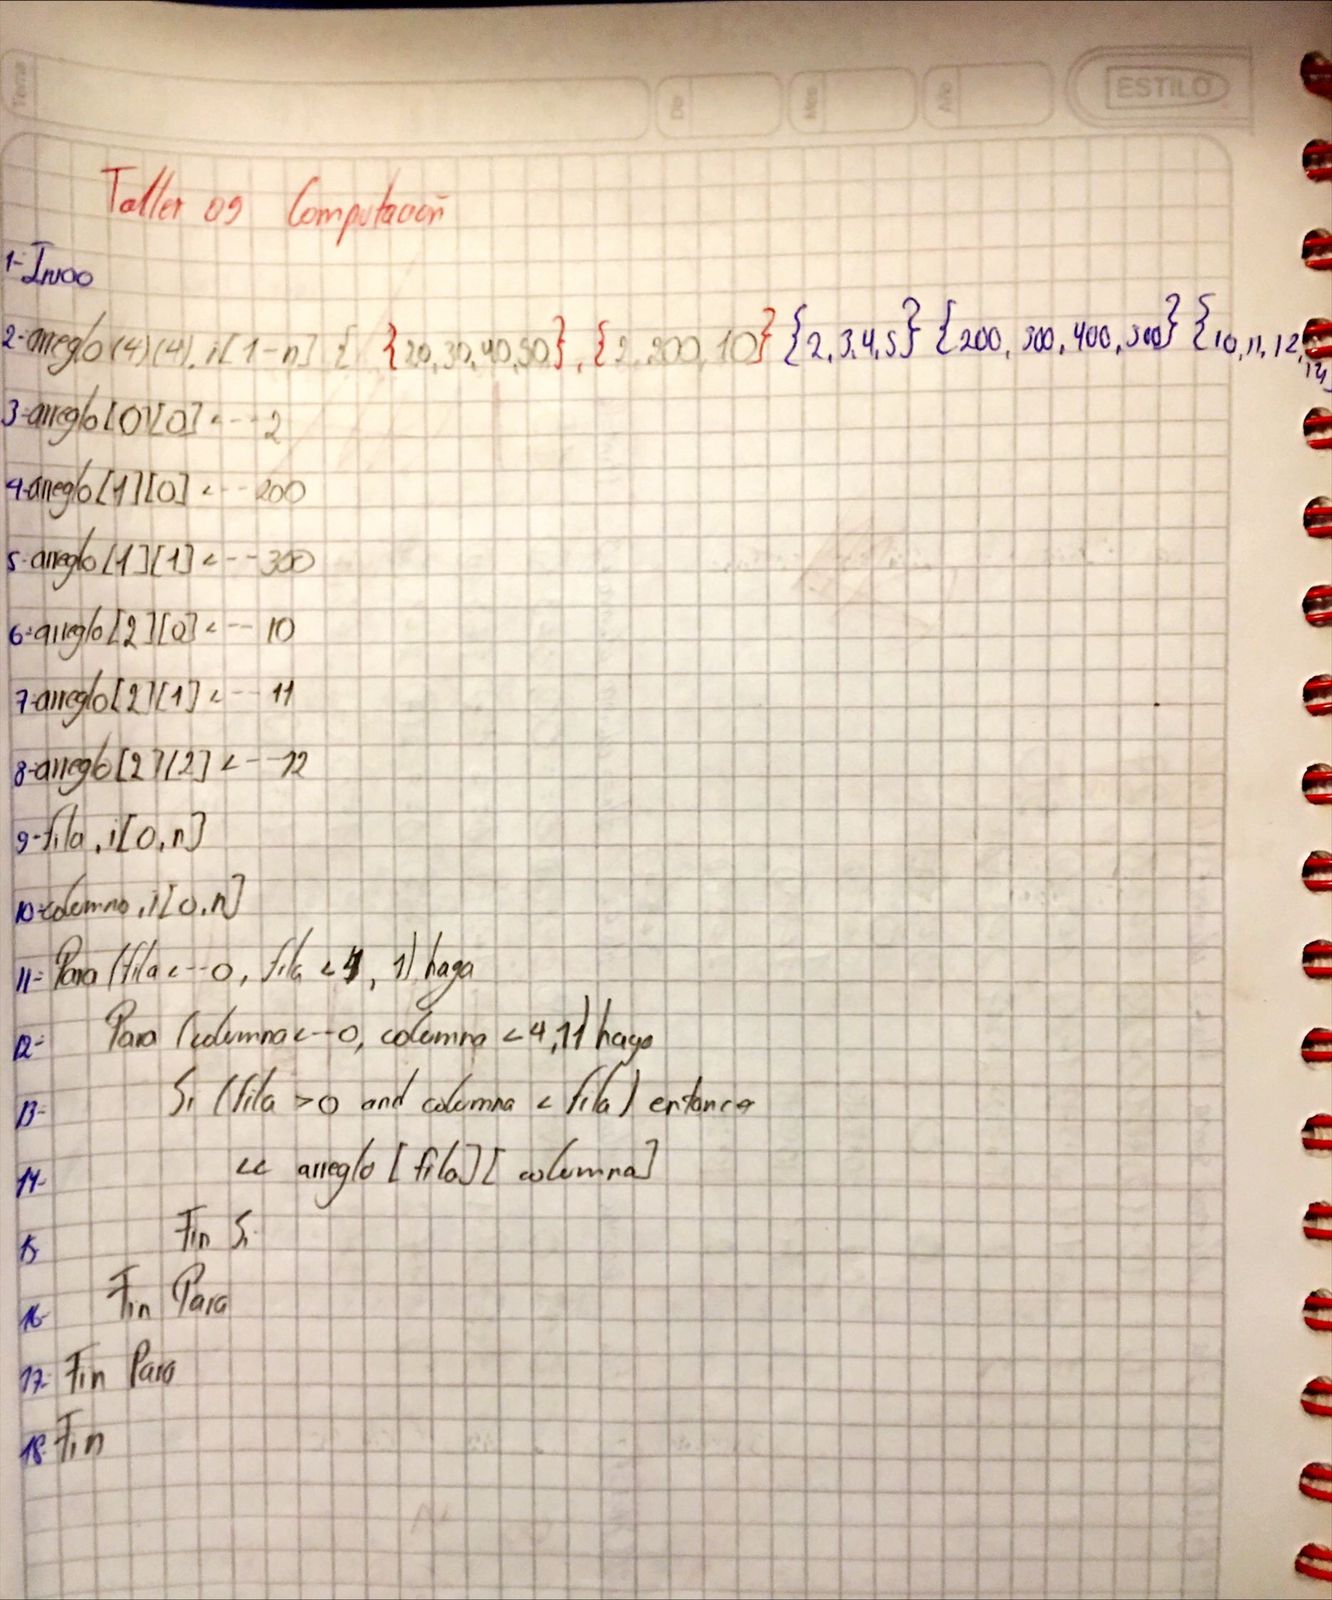 Tema
Día
Mes
Año
ESTILO
Taller 09 Computación
1- Inicio
2- arreglo(4)(4), i[1-n] { {20,30,40,50}, {2,200,10} {2,3,4,5} {200, 300, 400, 500} {10,11,12,
3- arreglo[0][0] <-- 2
4- arreglo[1][0] <-- 200
5- arreglo[1][1] <-- 300
6- arreglo[2][0] <-- 10
7- arreglo[2][1] <-- 11
8- arreglo[2][2] <-- 12
9- fila, i[0,n]
10- columna, i[0,n]
11- Para (fila <-- 0, fila < 4, 1) haga
12- Para (columna <-- 0, columna < 4, 1) haga
13- Si (fila > 0 and columna < fila) entonces
14- << arreglo [fila][columna]
15 Fin Si
16- Fin Para
17- Fin Para
18- Fin